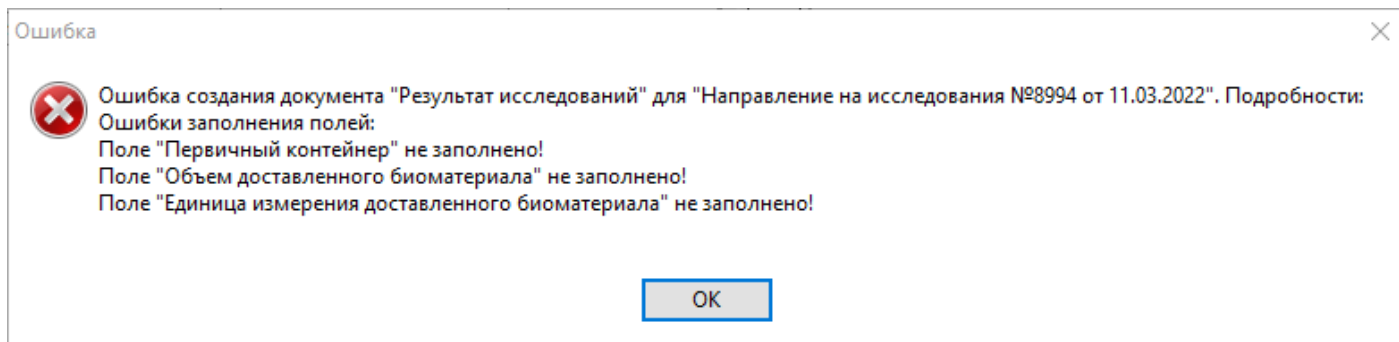 Ошибка
Ошибка создания документа "Результат исследований" для "Направление на исследования №8994 от 11.03.2022". Подробности:
Ошибки заполнения полей:
Поле "Первичный контейнер" не заполнено!
Поле "Объем доставленного биоматериала" не заполнено!
Поле "Единица измерения доставленного биоматериала" не заполнено!
ОК